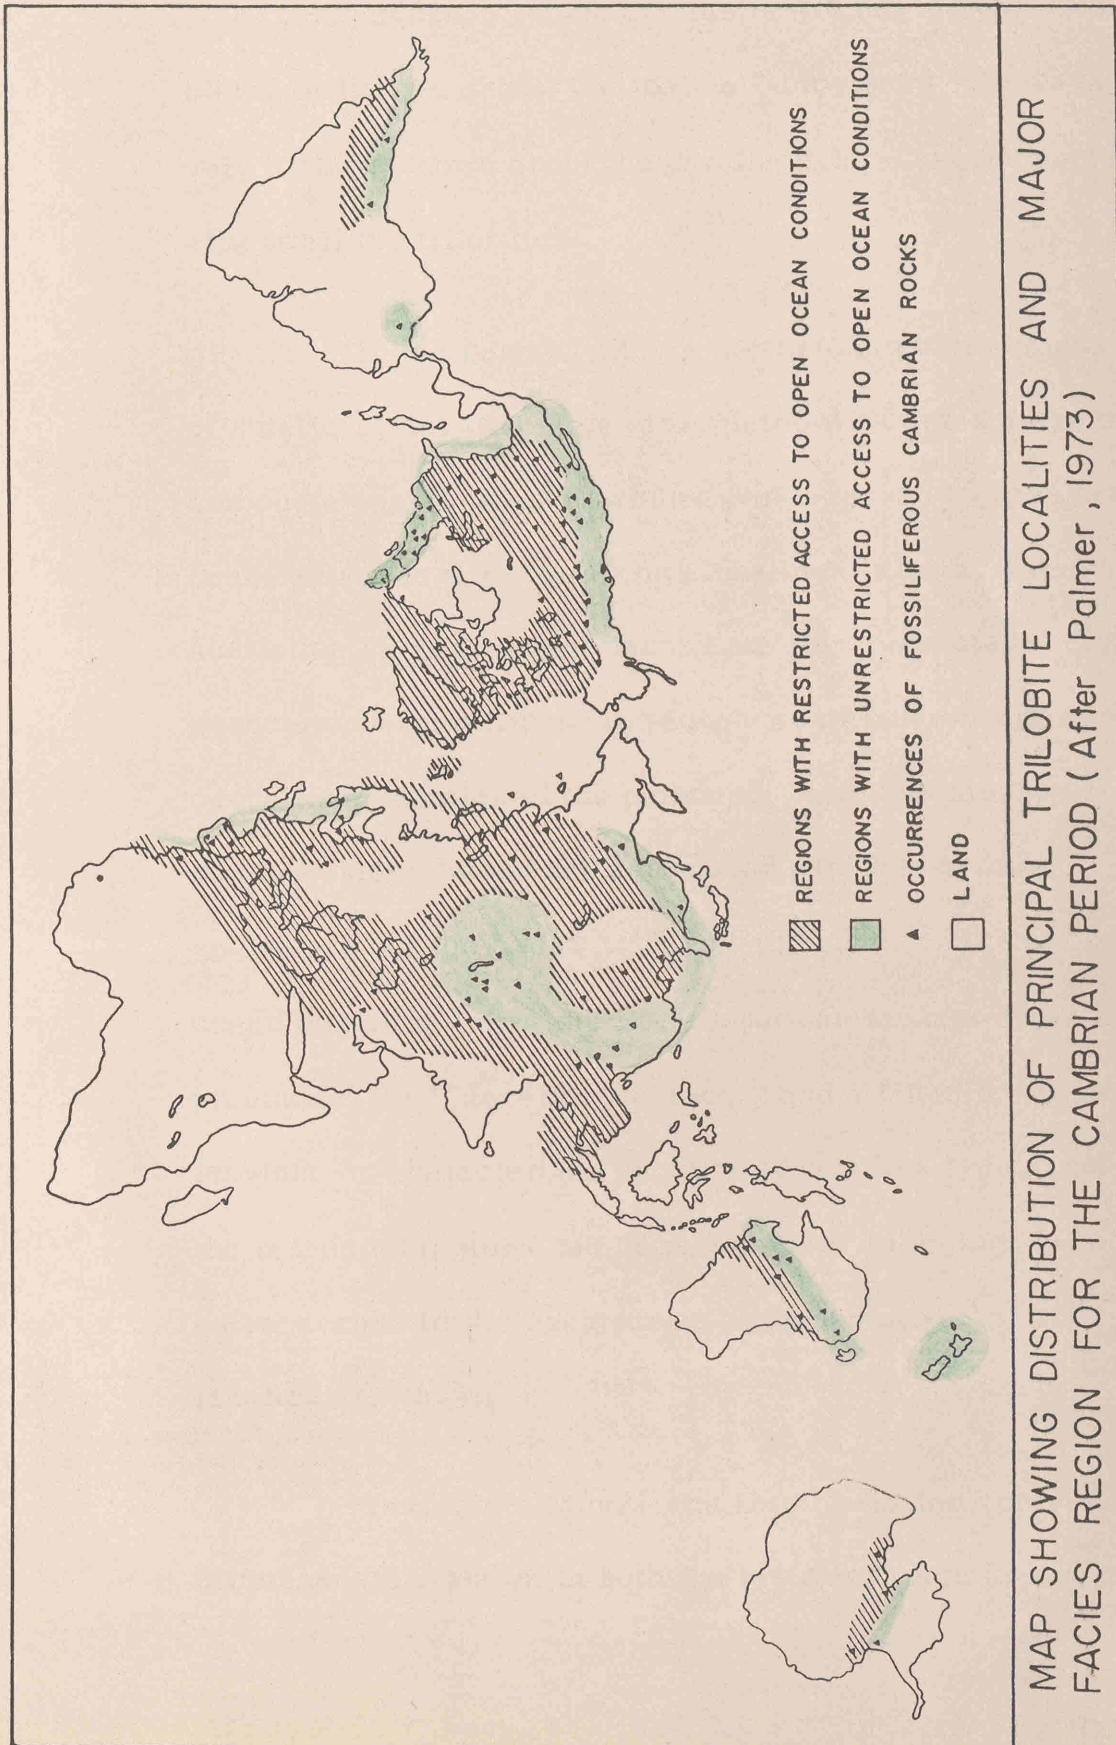 REGIONS WITH RESTRICTED ACCESS TO OPEN OCEAN CONDITIONS
REGIONS WITH UNRESTRICTED ACCESS TO OPEN OCEAN CONDITIONS
OCCURRENCES OF FOSSILIFEROUS CAMBRIAN ROCKS
LAND
MAP SHOWING DISTRIBUTION OF PRINCIPAL TRILOBITE LOCALITIES AND MAJOR
FACIES REGION FOR THE CAMBRIAN PERIOD (After Palmer, 1973)